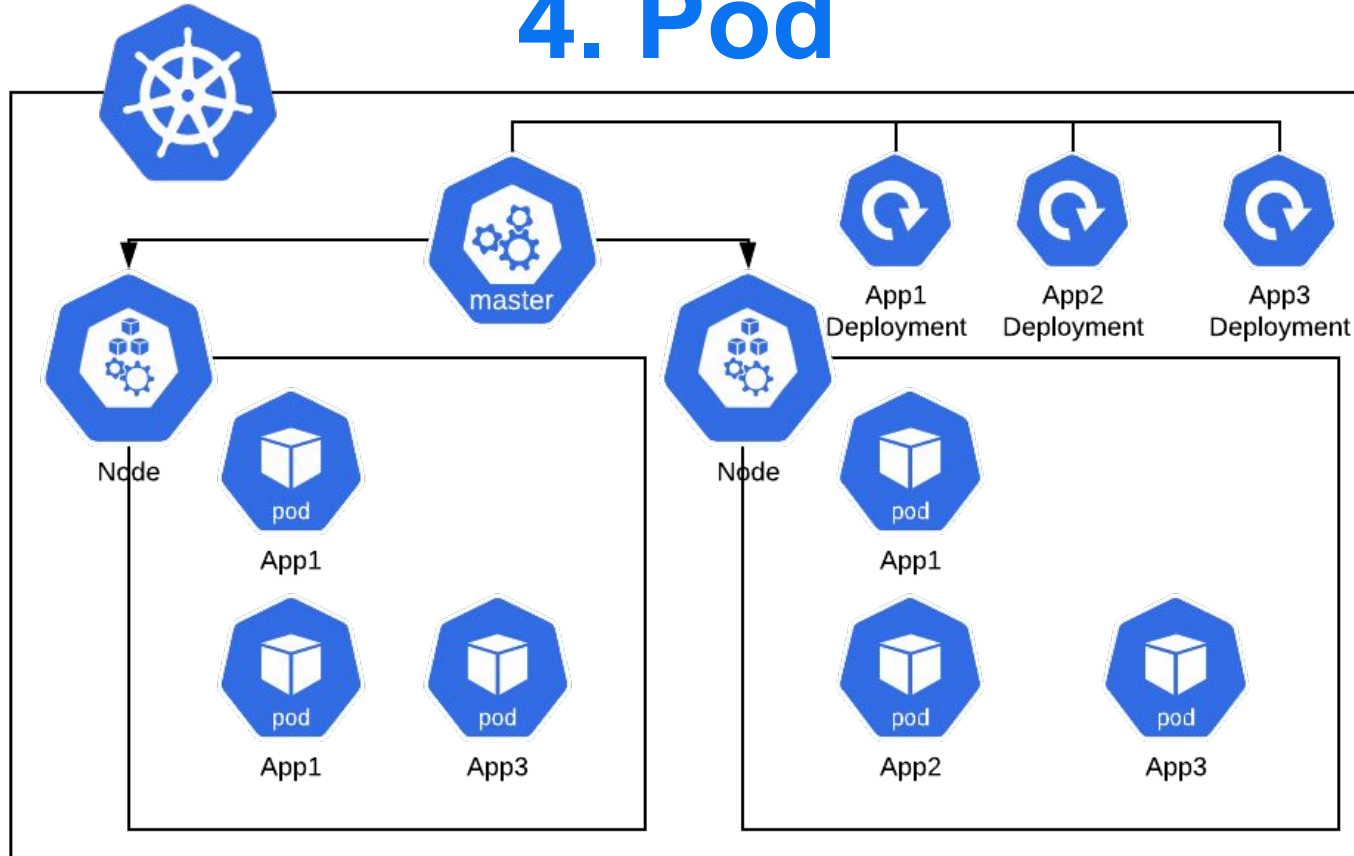 4. Pod
master
App1
Deployment
App2
Deployment
App3
Deployment
Node
pod
App1
pod
App1
pod
App3
Node
pod
App1
pod
App2
pod
App3